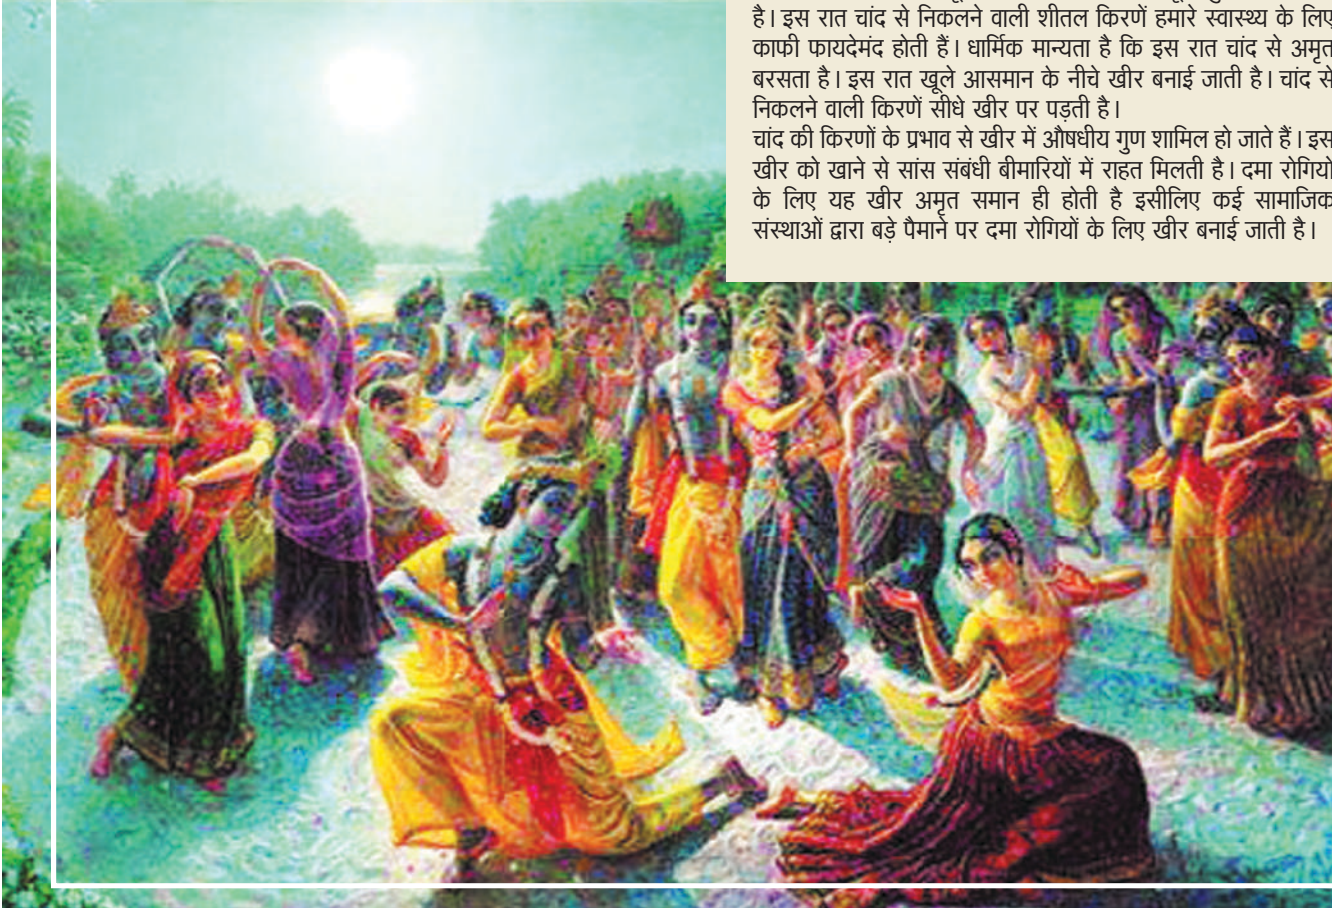 है। इस रात चांद से निकलने वाली शीतल किरणें हमारे स्वास्थ्य के लिए
काफी फायदेमंद होती हैं। धार्मिक मान्यता है कि इस रात चांद से अमृत
बरसता है। इस रात खूले आसमान के नीचे खीर बनाई जाती है। चांद से
निकलने वाली किरणें सीधे खीर पर पड़ती है।
चांद की किरणों के प्रभाव से खीर में औषधीय गुण शामिल हो जाते हैं। इस
खीर को खाने से सांस संबंधी बीमारियों में राहत मिलती है। दमा रोगियो
के लिए यह खीर अमृत समान ही होती है इसीलिए कई सामाजिक
संस्थाओं द्वारा बड़े पैमाने पर दमा रोगियों के लिए खीर बनाई जाती है।